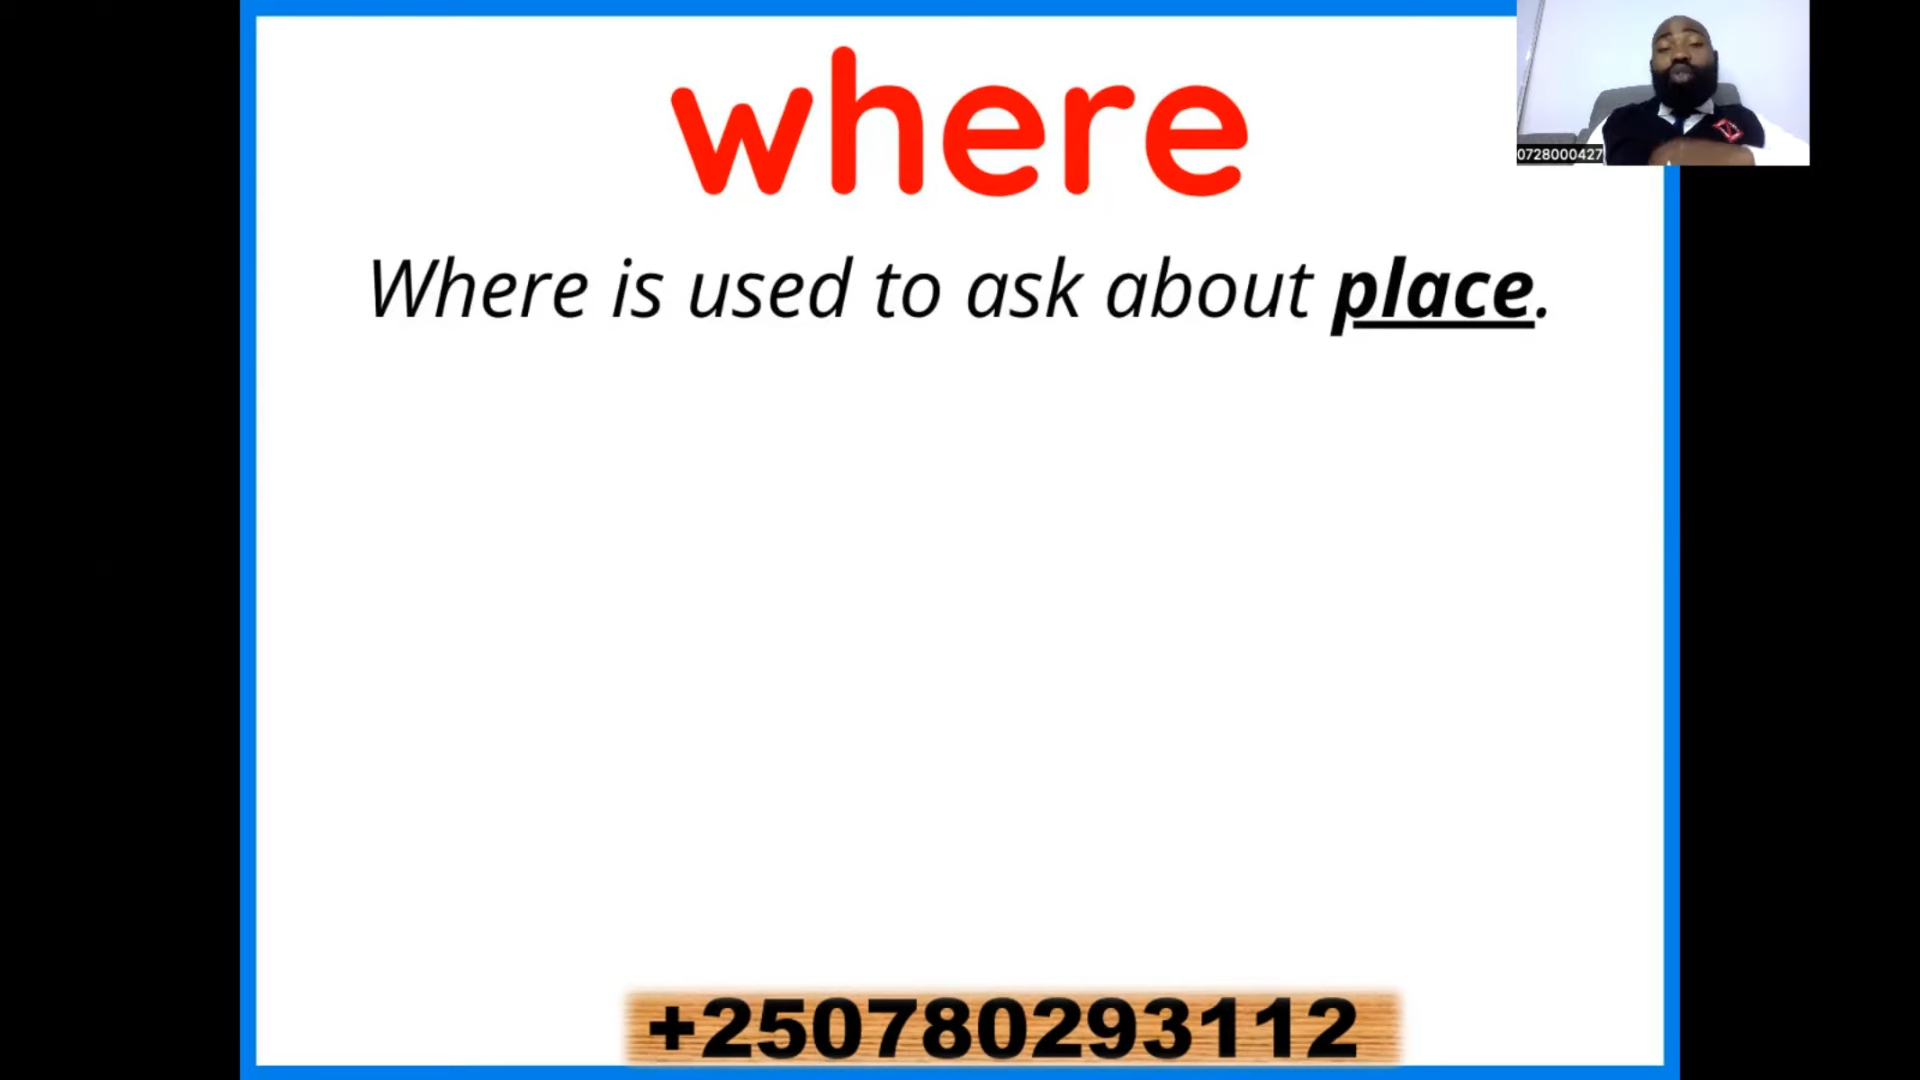 where
0728000427
Where is used to ask about place.
+250780293112